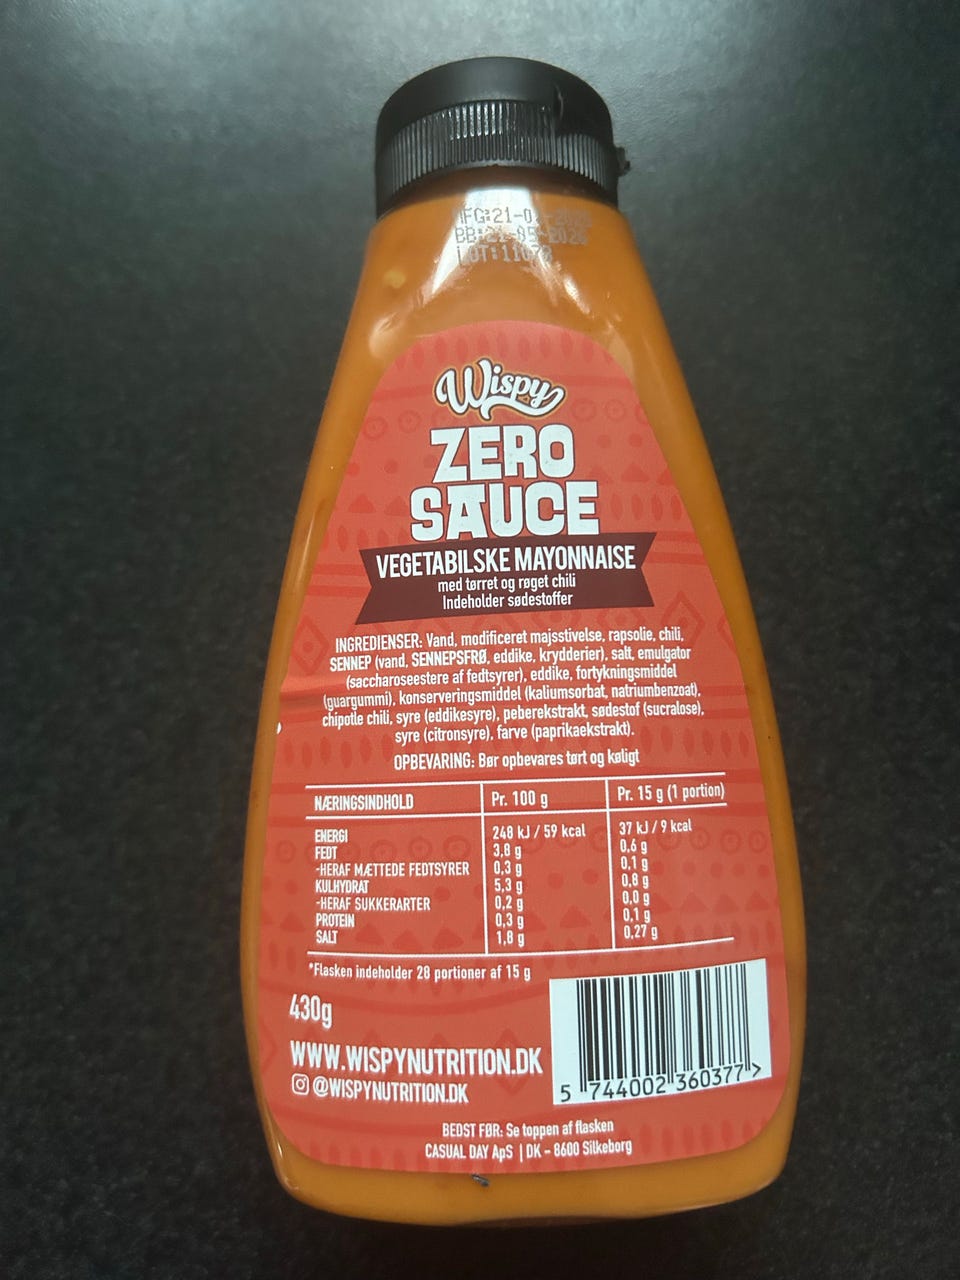 LOT:11078
Wispy
ZERO
SAUCE
VEGETABILSKE MAYONNAISE
med tørret og røget chili
Indeholder sødestoffer
INGREDIENSER: Vand, modificeret majsstivelse, rapsolie, chili,
SENNEP (vand, SENNEPSFRØ, eddike, krydderier), salt, emulgator
(saccharoseestere af fedtsyrer), eddike, fortykningsmiddel
(guargummi), konserveringsmiddel (kaliumsorbat, natriumbenzoat),
chipotle chili, syre (eddikesyre), peberekstrakt, sødestof (sucralose),
syre (citronsyre), farve (paprikaekstrakt).
OPBEVARING: Bør opbevares tørt og køligt
NÆRINGSINDHOLD Pr. 100 g Pr. 15 g (1 portion)
ENERGI 248 kJ / 59 kcal 37 kJ / 9 kcal
FEDT 3,8 g 0,6 g
-HERAF MÆTTEDE FEDTSYRER 0,3 g 0,1 g
KULHYDRAT 5,3 g 0,8 g
-HERAF SUKKERARTER 0,2 g 0,0 g
PROTEIN 0,3 g 0,1 g
SALT 1,8 g 0,27 g
*Flasken indeholder 28 portioner af 15 g
430g
WWW.WISPYNUTRITION.DK
@WISPYNUTRITION.DK
5 744002 360377 >
BEDST FØR: Se toppen af flasken
CASUAL DAY ApS | DK - 8600 Silkeborg